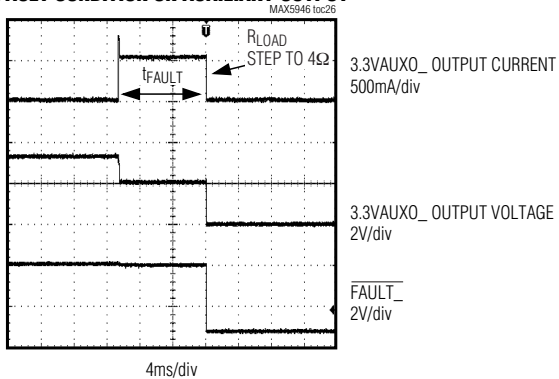 MAX5946 toc26
T
RLOAD
STEP TO 4Ω
tFAULT
3.3VAUXO_ OUTPUT CURRENT
500mA/div
3.3VAUXO_ OUTPUT VOLTAGE
2V/div
FAULT_
2V/div
4ms/div